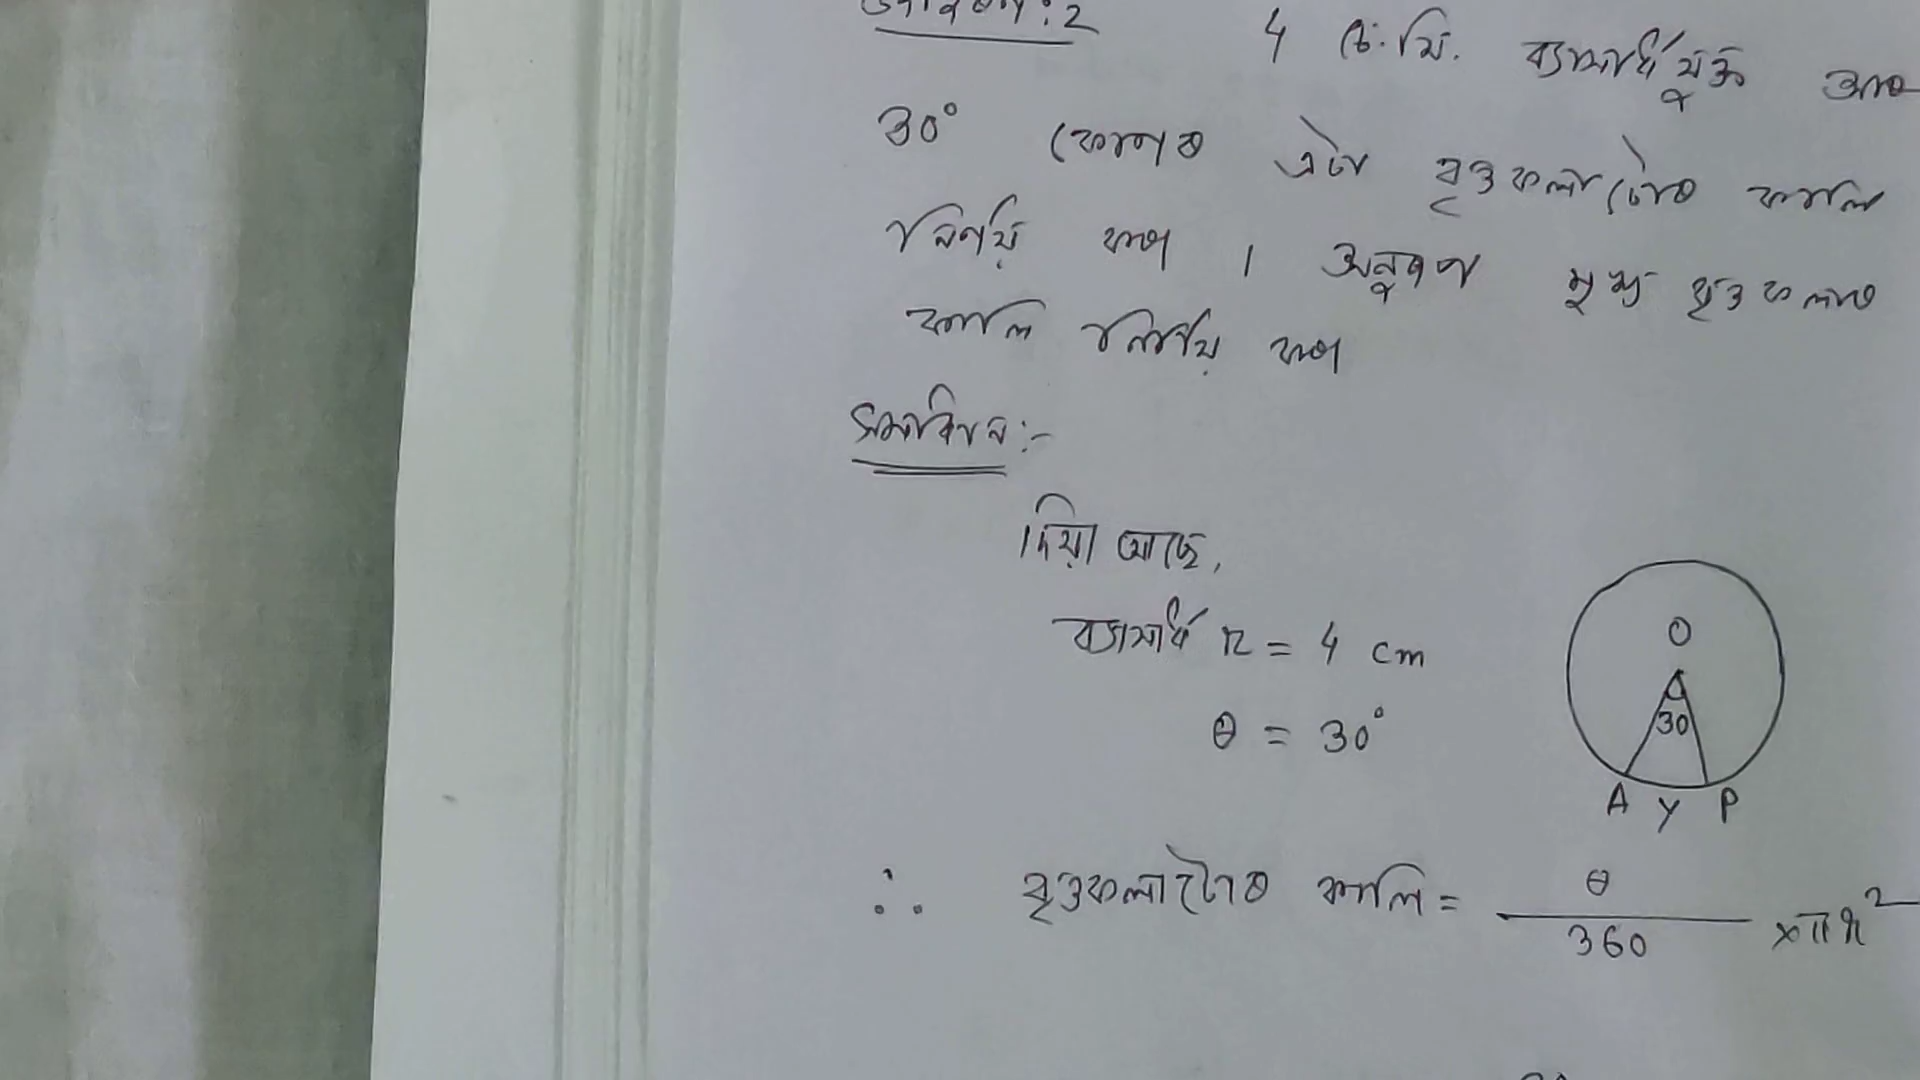 উদাহৰণ:2 4 চে.মি. ব্যাসাৰ্ধযুক্ত আৰু
30° কোণৰ এটা বৃত্তকলাটোৰ কালি
নিৰ্ণয় কৰা । অনুৰূপ মুখ্য বৃত্তকলাৰ
কালি নিৰ্ণয় কৰা
সমাধান:-
দিয়া আছে,
ব্যাসাৰ্ধ r = 4 cm
θ = 30°
O
30
A Y P
∴ বৃত্তকলাটোৰ কালি = θ/360 × πr²